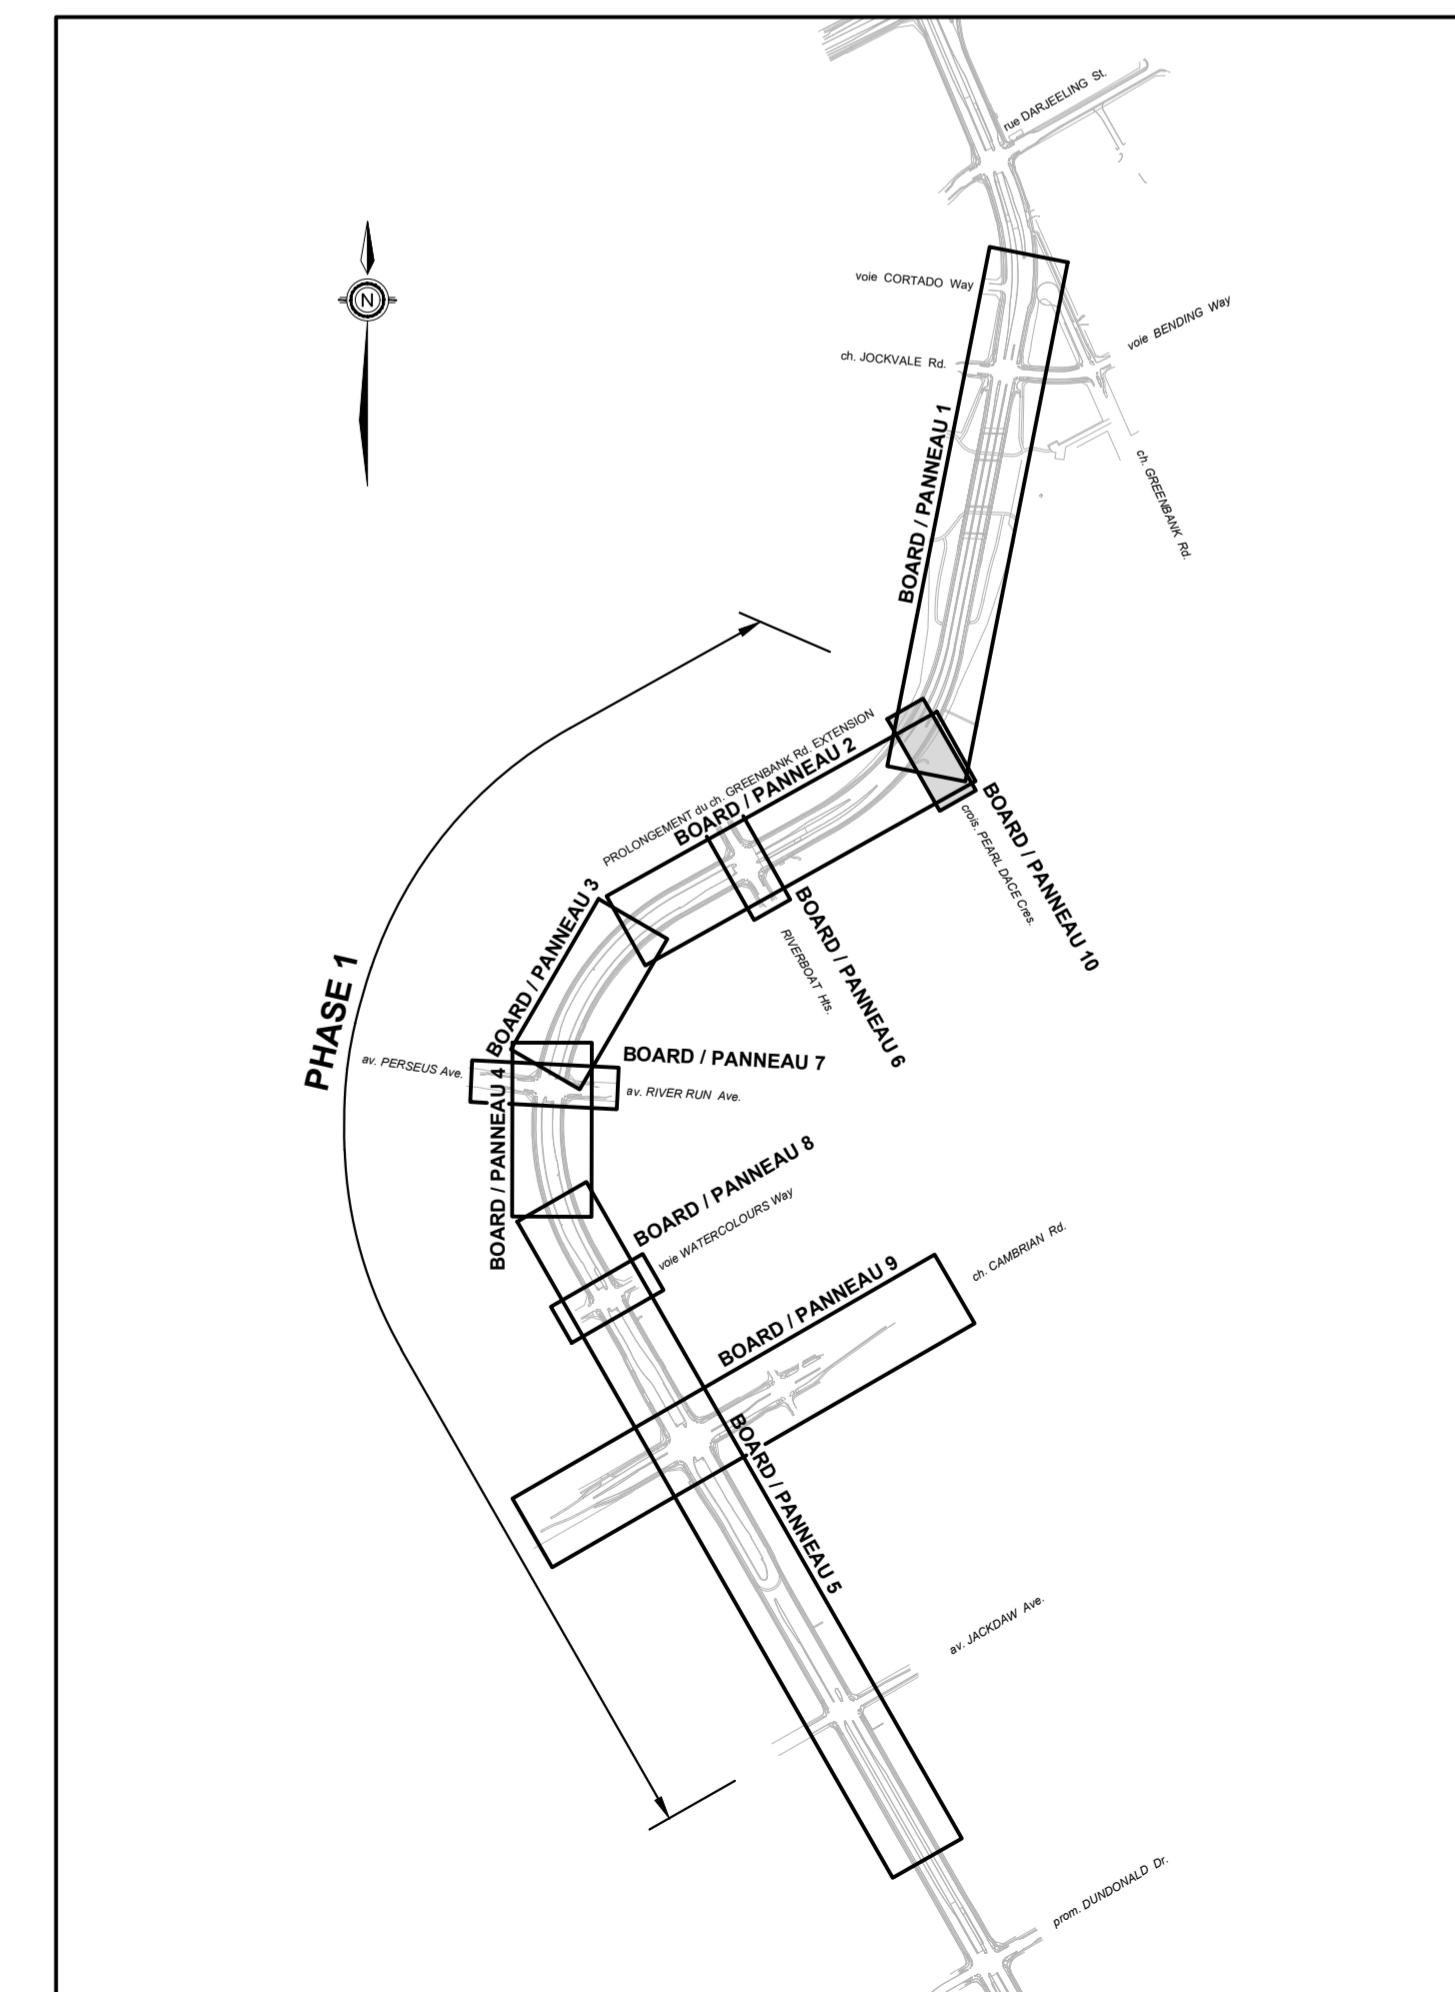 rue DARJEELING St.
voie CORTADO Way
voie BENDING Way
ch. JOCKVALE Rd.
BOARD / PANNEAU 1
ch. GREENBANK Rd.
N
PROLONGEMENT du ch. GREENBANK Rd. EXTENSION
BOARD / PANNEAU 2
BOARD / PANNEAU 10
crois. PEARL DACE Cres.
BOARD / PANNEAU 3
BOARD / PANNEAU 6
RIVERBOAT Hts.
PHASE 1
av. PERSEUS Ave.
BOARD / PANNEAU 7
av. RIVER RUN Ave.
BOARD / PANNEAU 4
BOARD / PANNEAU 8
voie WATERCOLOURS Way
BOARD / PANNEAU 9
ch. CAMBRIAN Rd.
BOARD / PANNEAU 5
av. JACKDAW Ave.
prom. DUNDONALD Dr.